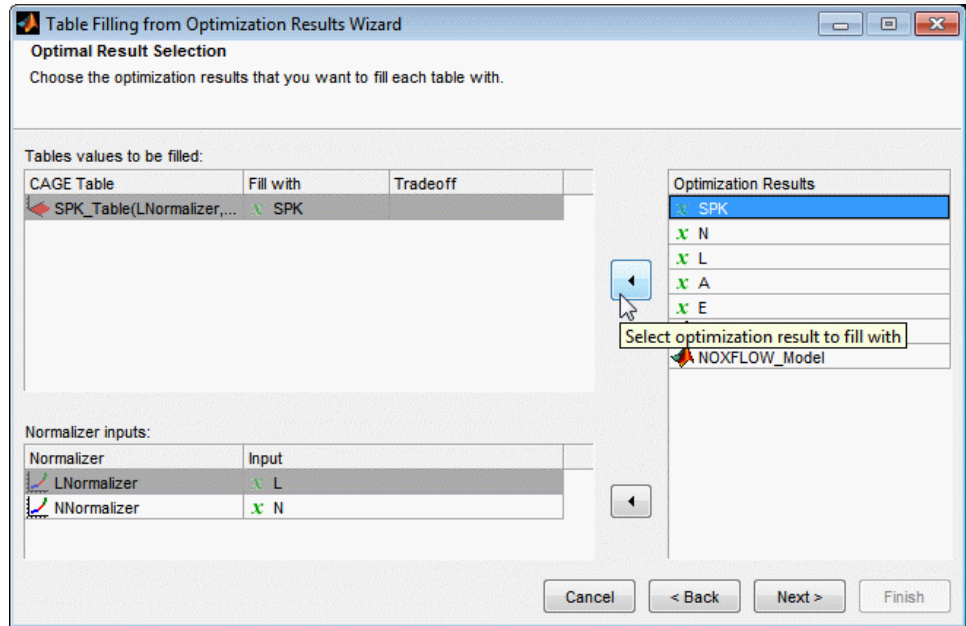 Table Filling from Optimization Results Wizard
Optimal Result Selection
Choose the optimization results that you want to fill each table with.
Tables values to be filled:
CAGE Table Fill with Tradeoff
SPK_Table(LNormalizer,... x SPK
Optimization Results
x SPK
x N
x L
x A
x E
Select optimization result to fill with
NOXFLOW_Model
Normalizer inputs:
Normalizer Input
LNormalizer x L
NNormalizer x N
Cancel < Back Next > Finish